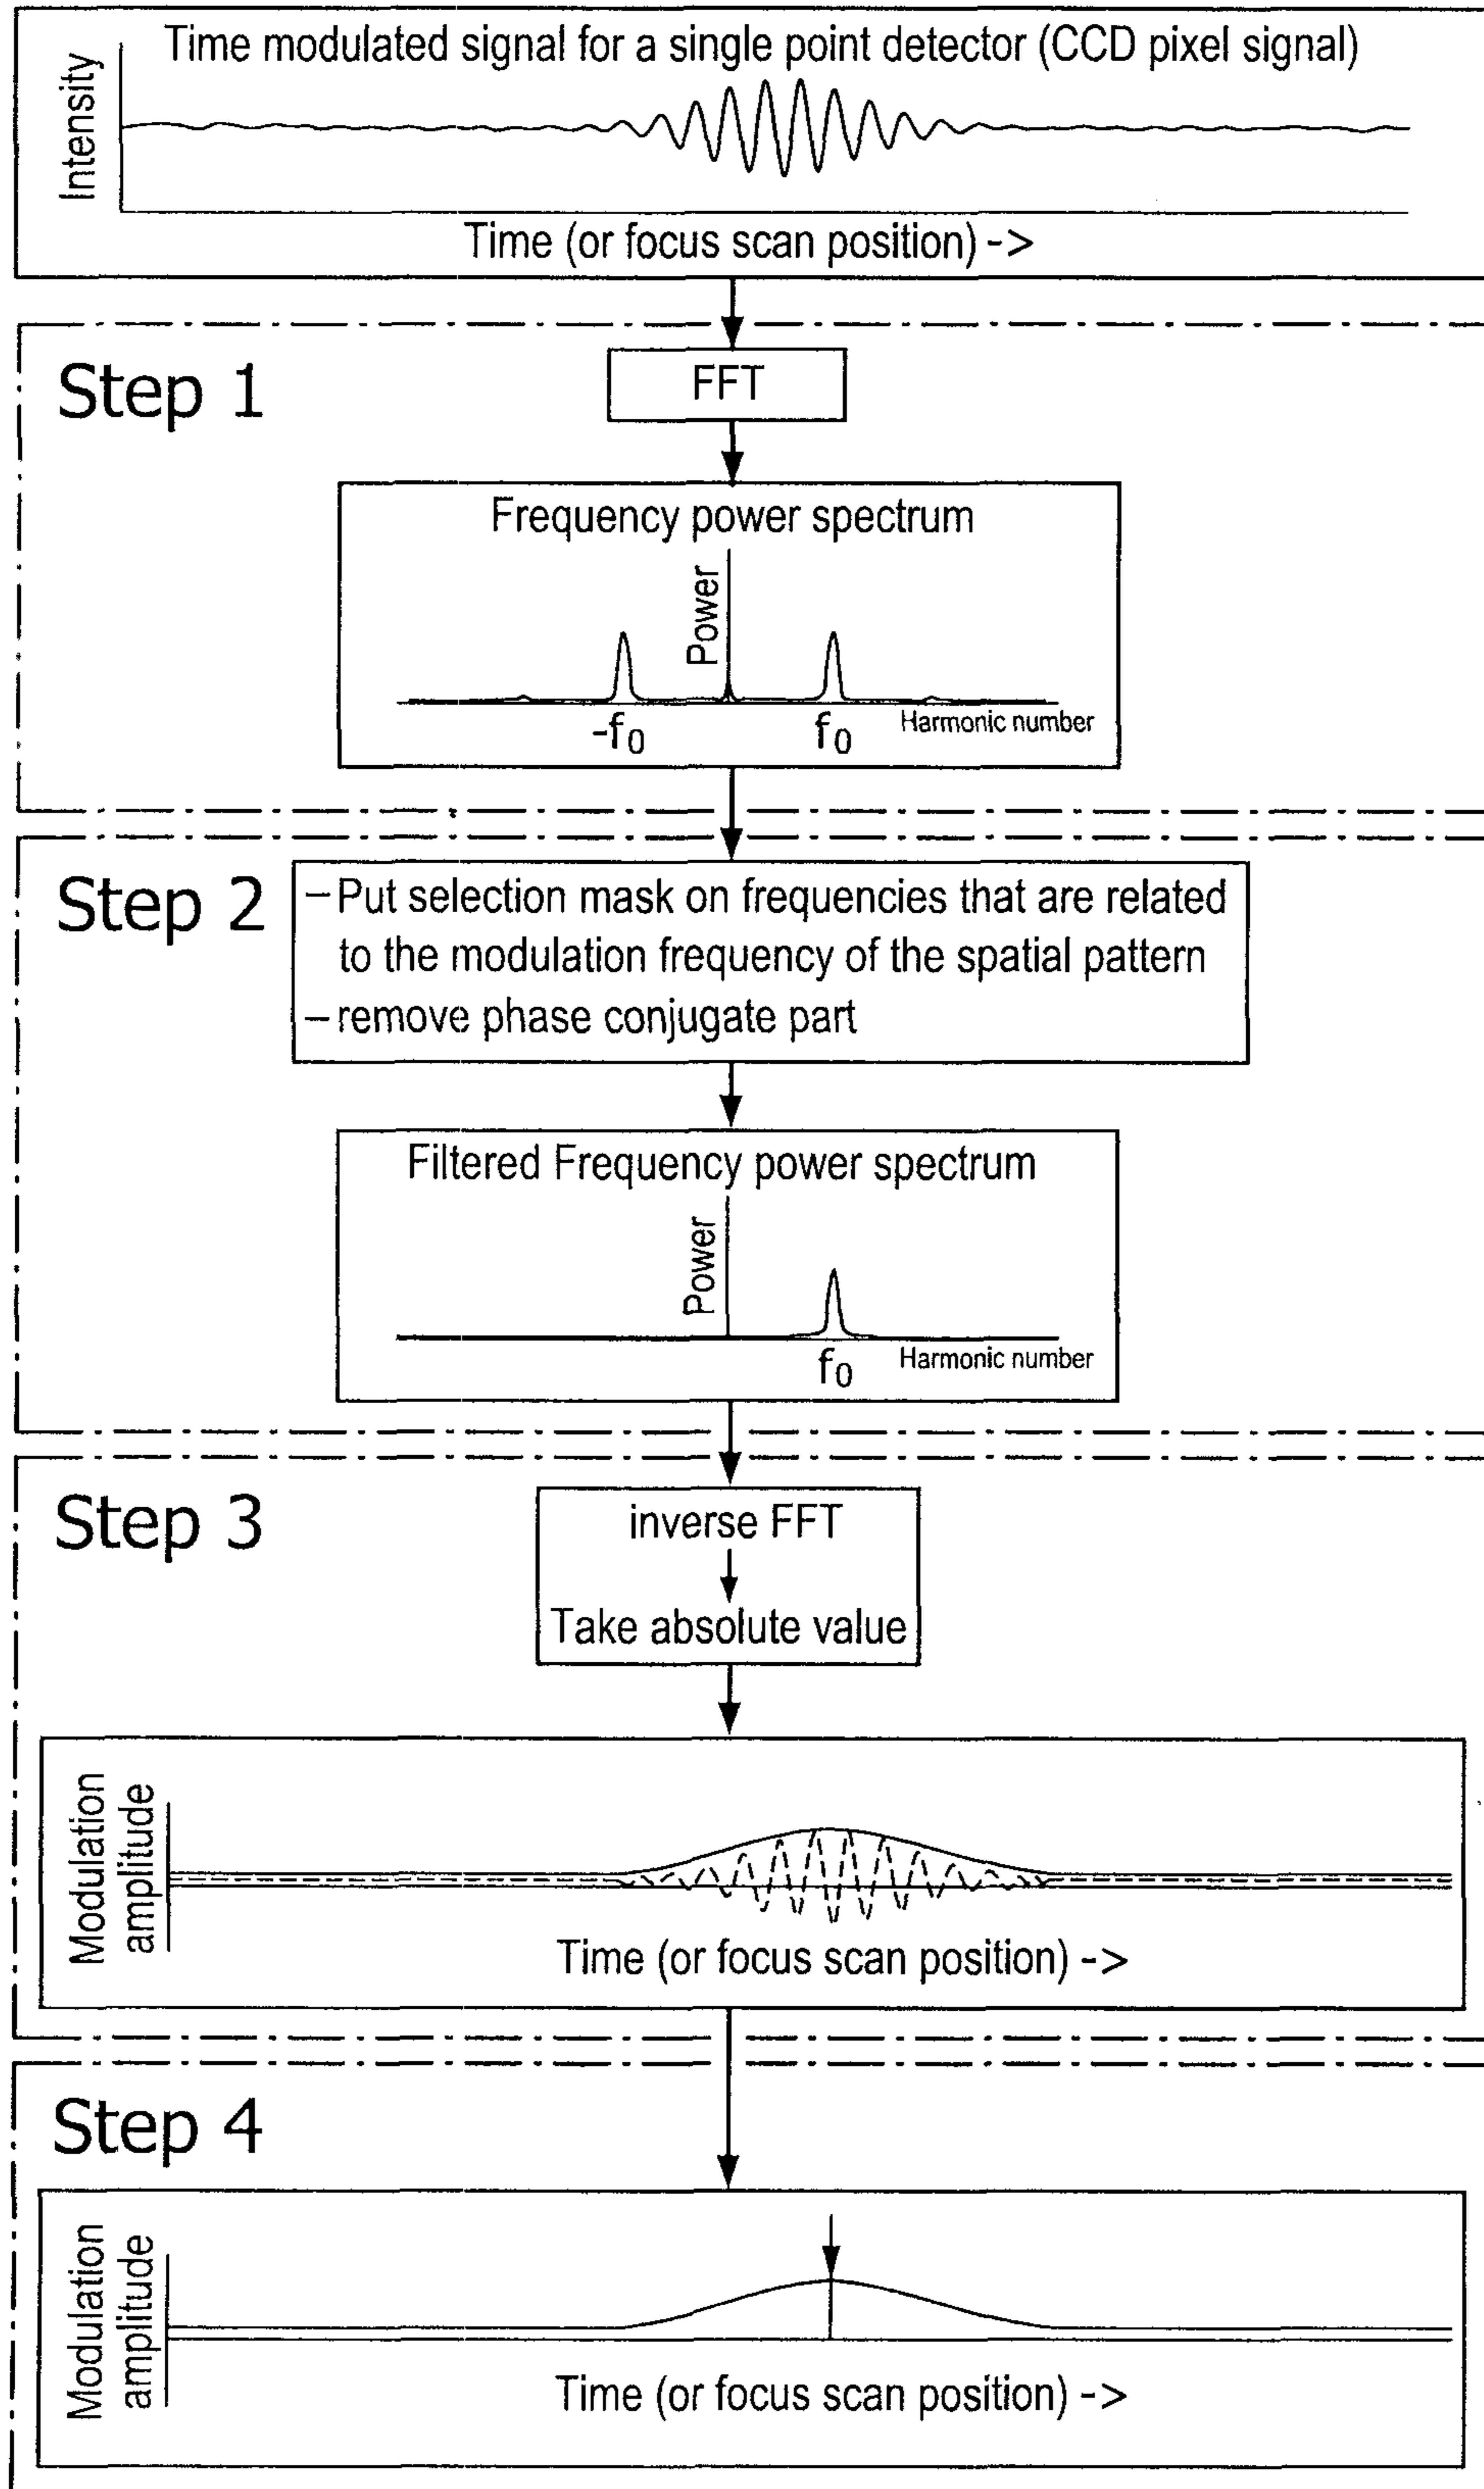 Time modulated signal for a single point detector (CCD pixel signal)
Intensity
Time (or focus scan position) ->
Step 1
FFT
Frequency power spectrum
Power
-f0
f0
Harmonic number
Step 2
– Put selection mask on frequencies that are related
to the modulation frequency of the spatial pattern
– remove phase conjugate part
Filtered Frequency power spectrum
Power
f0
Harmonic number
Step 3
inverse FFT
Take absolute value
Modulation
amplitude
Time (or focus scan position) ->
Step 4
Modulation
amplitude
Time (or focus scan position) ->